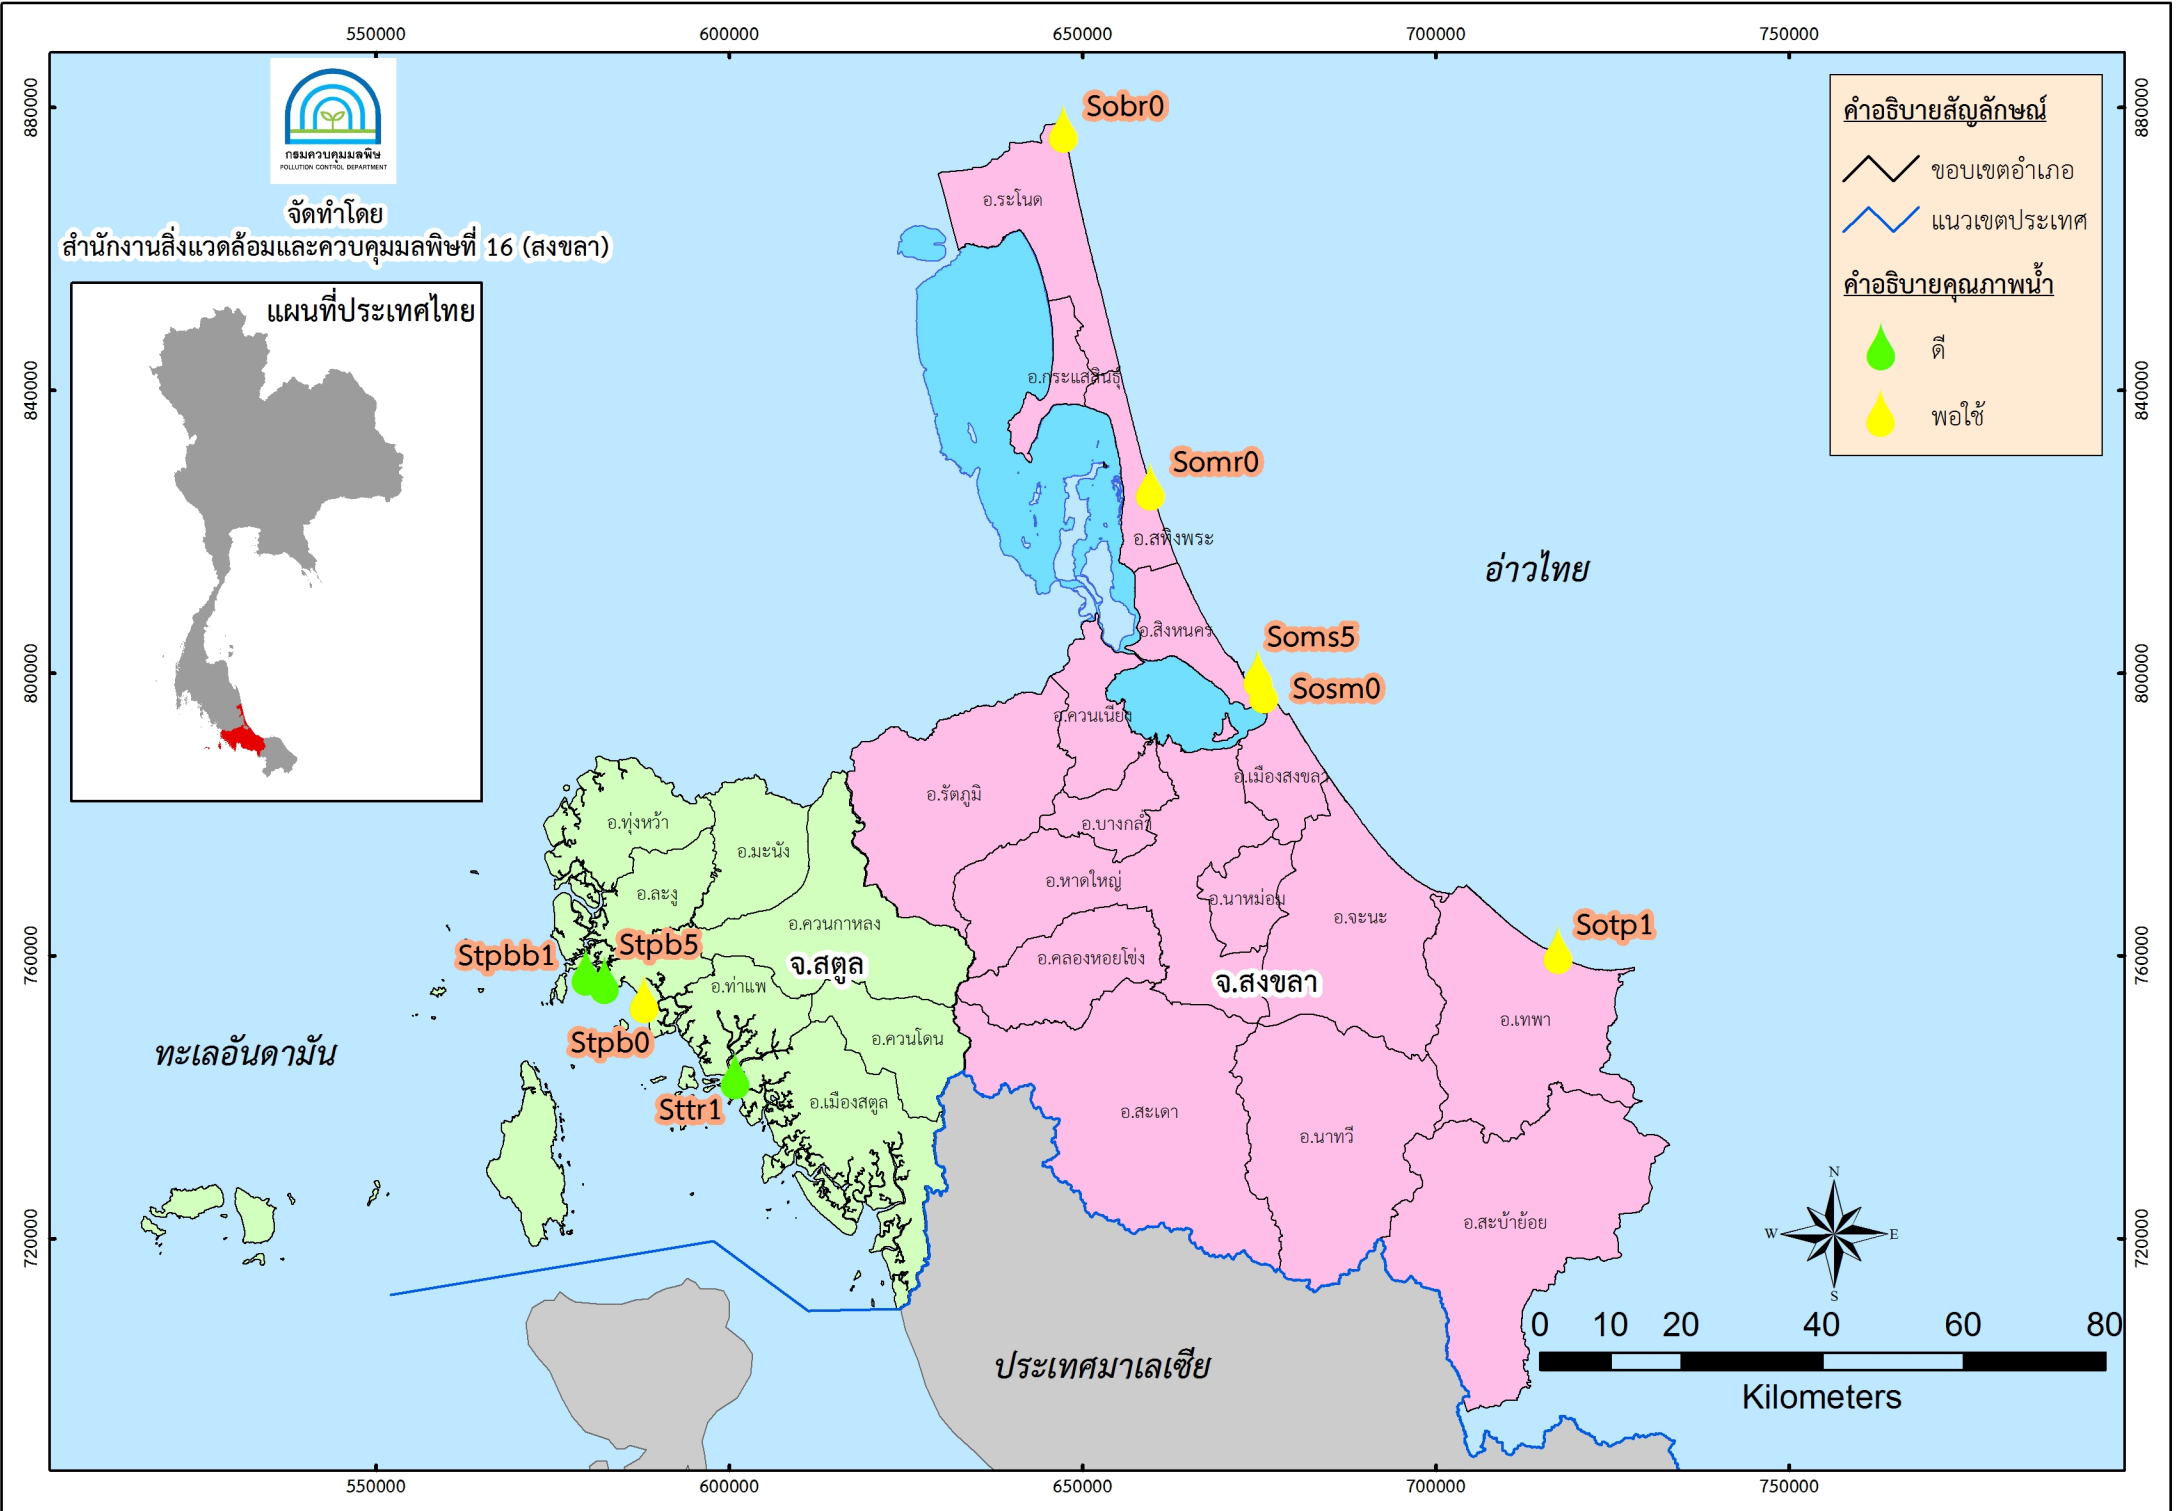 550000 600000 650000 700000 750000
880000
840000
800000
760000
720000
กรมควบคุมมลพิษ
POLLUTION CONTROL DEPARTMENT
จัดทำโดย
สำนักงานสิ่งแวดล้อมและควบคุมมลพิษที่ 16 (สงขลา)
แผนที่ประเทศไทย
คำอธิบายสัญลักษณ์
ขอบเขตอำเภอ
แนวเขตประเทศ
คำอธิบายคุณภาพน้ำ
ดี
พอใช้
880000
840000
800000
760000
720000
Sobr0
อ.ระโนด
อ.กระแสสินธุ์
Somr0
อ.สทิงพระ
อ่าวไทย
อ.สิงหนคร
Soms5
Sosm0
อ.ควนเนียง
อ.เมืองสงขลา
อ.รัตภูมิ
อ.บางกล่ำ
อ.ทุ่งหว้า
อ.มะนัง
อ.หาดใหญ่
อ.ละงู
อ.นาหม่อม
อ.จะนะ
อ.ควนกาหลง
Sotp1
Stpbb1
Stpb5
อ.คลองหอยโข่ง
จ.สตูล
จ.สงขลา
อ.ท่าแพ
อ.เทพา
Stpb0
อ.ควนโดน
ทะเลอันดามัน
Sttr1
อ.เมืองสตูล
อ.สะเดา
อ.นาทวี
อ.สะบ้าย้อย
N
W E
S
0 10 20 40 60 80
Kilometers
ประเทศมาเลเซีย
550000 600000 650000 700000 750000